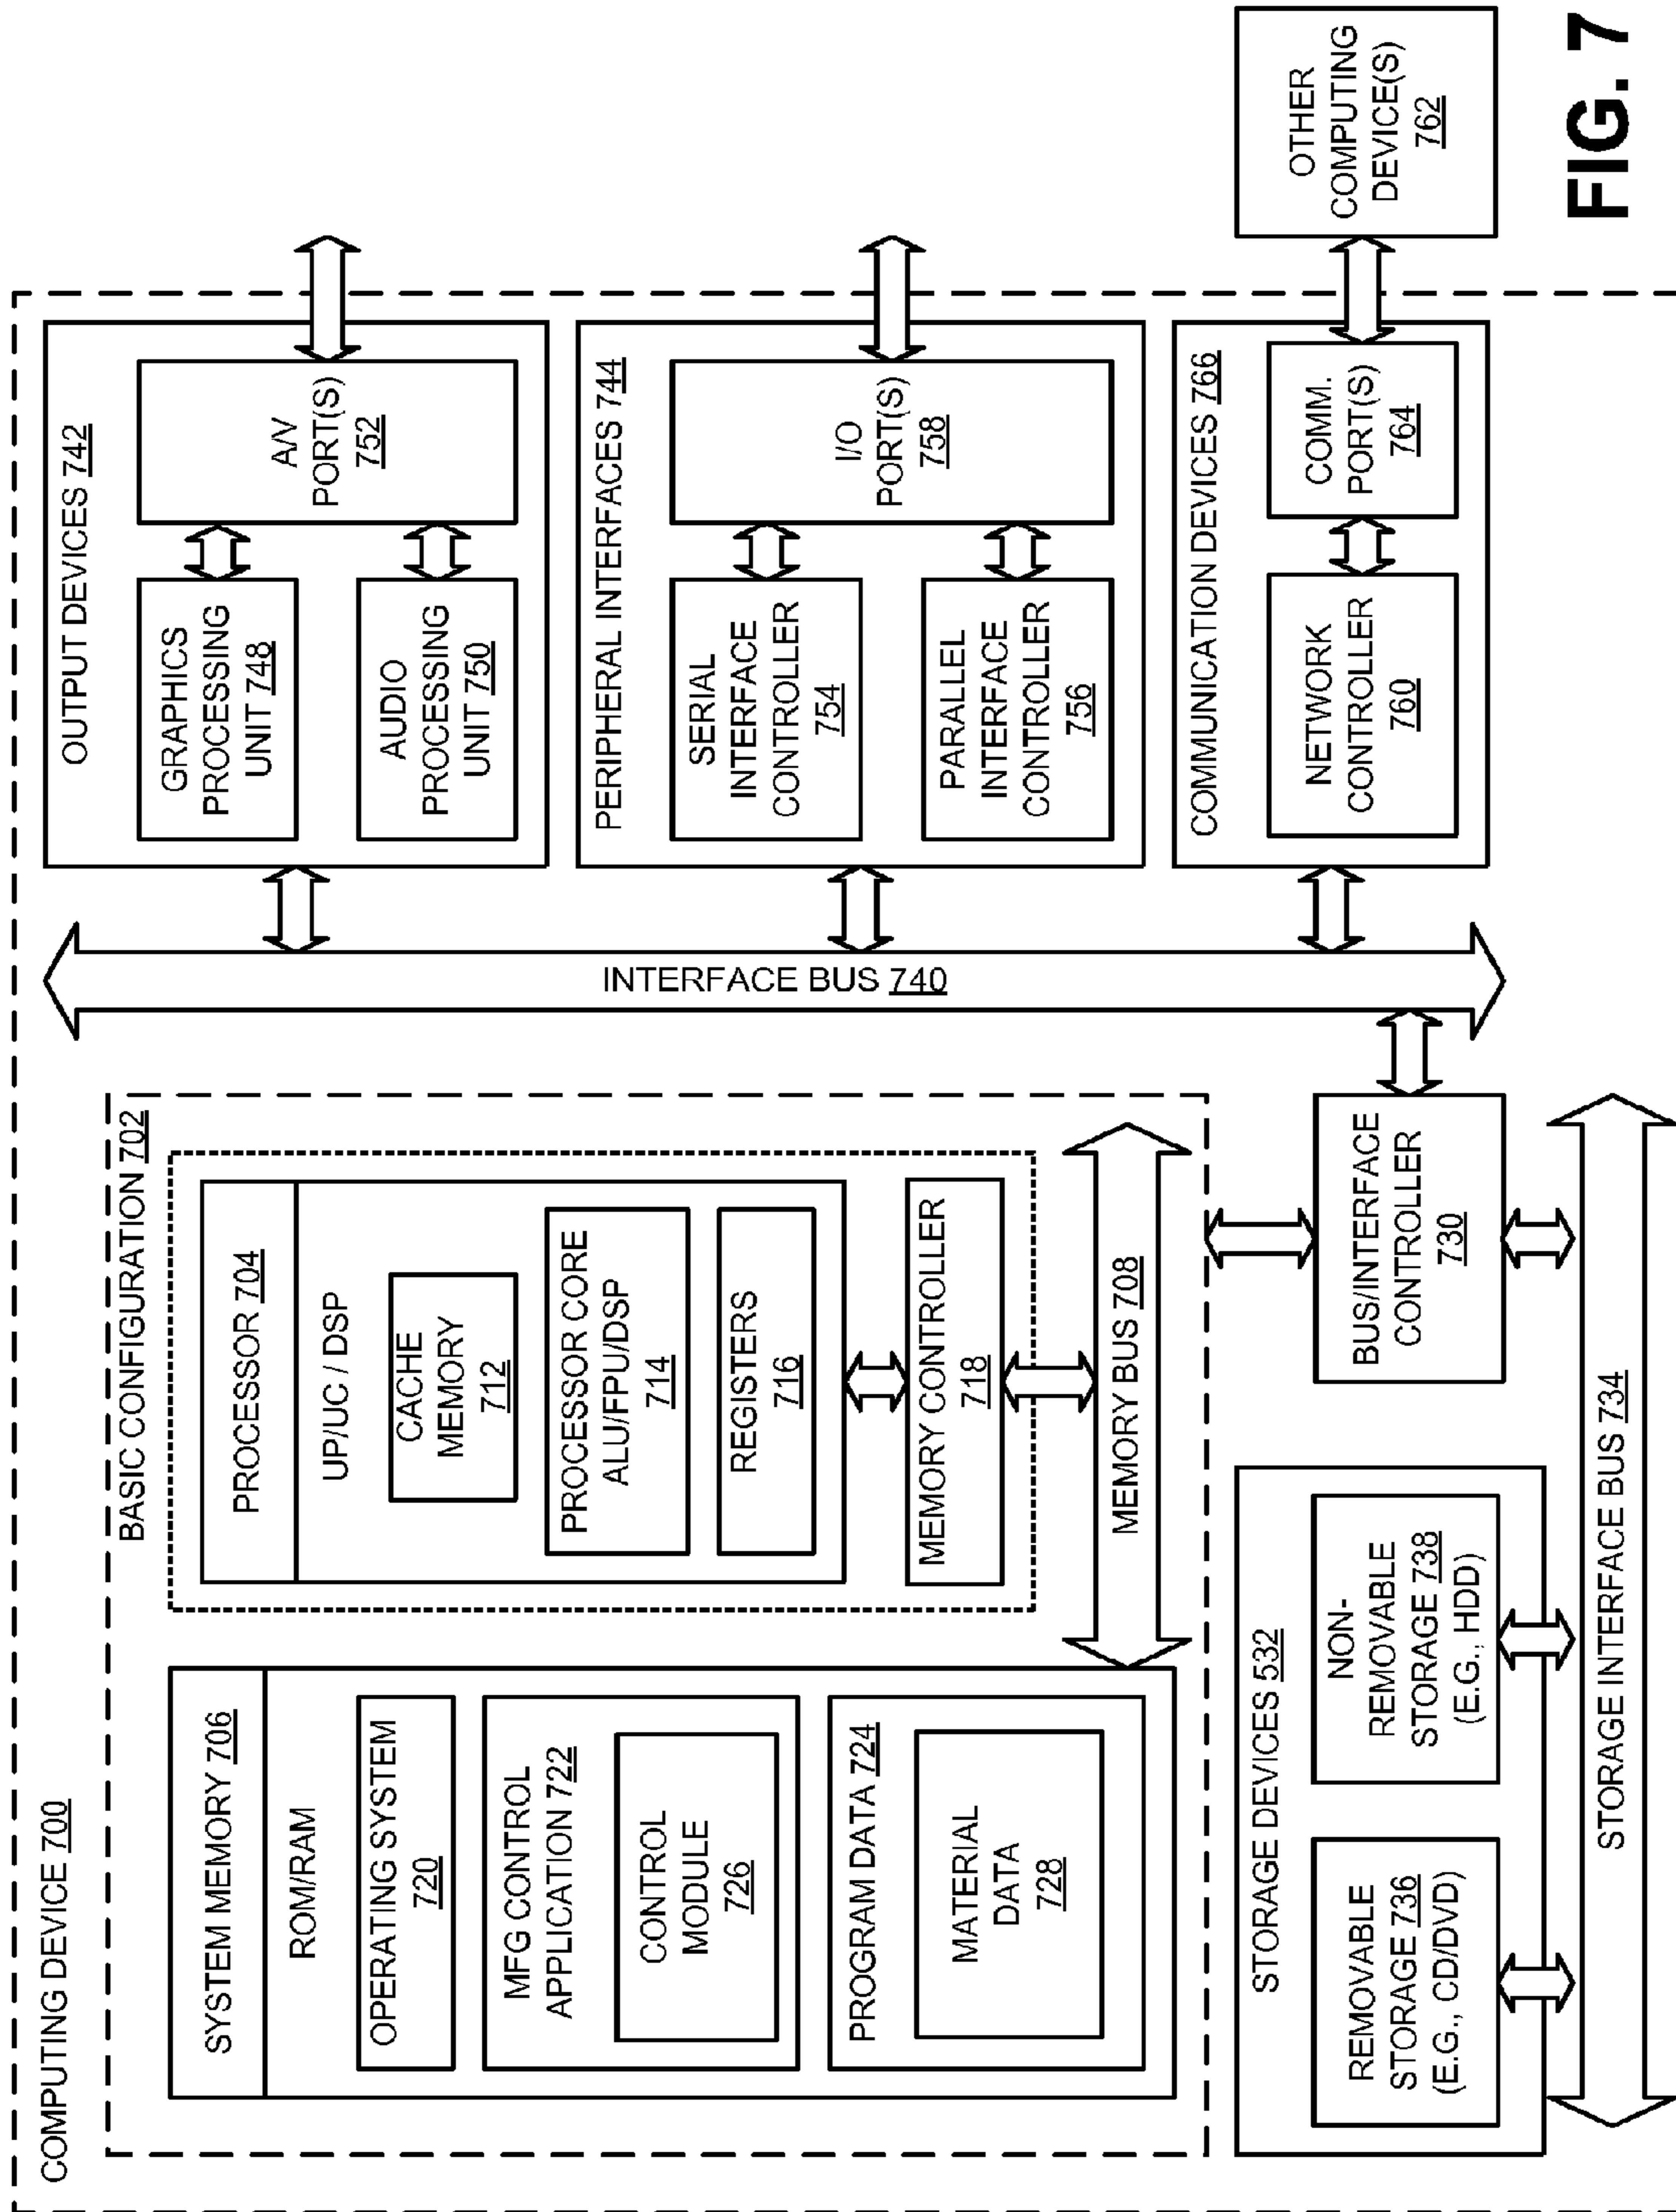 COMPUTING DEVICE 700
BASIC CONFIGURATION 702
SYSTEM MEMORY 706
ROM/RAM
OPERATING SYSTEM
720
MFG CONTROL
APPLICATION 722
CONTROL
MODULE
726
PROGRAM DATA 724
MATERIAL
DATA
728
PROCESSOR 704
UP/UC / DSP
CACHE
MEMORY
712
PROCESSOR CORE
ALU/FPU/DSP
714
REGISTERS
716
MEMORY CONTROLLER
718
MEMORY BUS 708
BUS/INTERFACE
CONTROLLER
730
STORAGE DEVICES 532
REMOVABLE
STORAGE 736
(E.G., CD/DVD)
NON-
REMOVABLE
STORAGE 738
(E.G., HDD)
STORAGE INTERFACE BUS 734
INTERFACE BUS 740
OUTPUT DEVICES 742
GRAPHICS
PROCESSING
UNIT 748
AUDIO
PROCESSING
UNIT 750
A/V
PORT(S)
752
PERIPHERAL INTERFACES 744
SERIAL
INTERFACE
CONTROLLER
754
PARALLEL
INTERFACE
CONTROLLER
756
I/O
PORT(S)
758
COMMUNICATION DEVICES 766
NETWORK
CONTROLLER
760
COMM.
PORT(S)
764
OTHER
COMPUTING
DEVICE(S)
762
FIG. 7